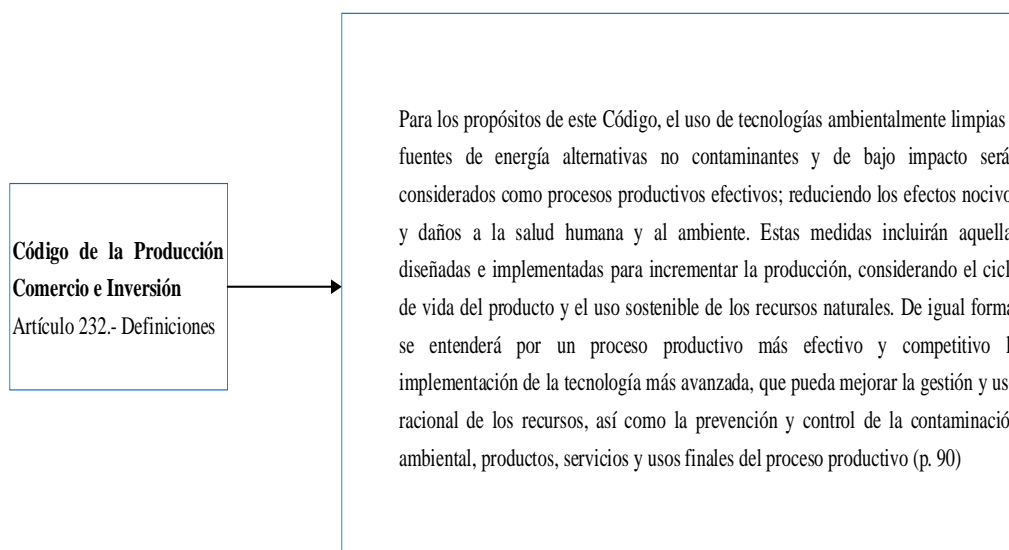 Código de la Producción
Comercio e Inversión
Artículo 232.- Definiciones
Para los propósitos de este Código, el uso de tecnologías ambientalmente limpias
fuentes de energía alternativas no contaminantes y de bajo impacto será
considerados como procesos productivos efectivos; reduciendo los efectos nocivo
y daños a la salud humana y al ambiente. Estas medidas incluirán aquella
diseñadas e implementadas para incrementar la producción, considerando el cicl
de vida del producto y el uso sostenible de los recursos naturales. De igual forma
se entenderá por un proceso productivo más efectivo y competitivo l
implementación de la tecnología más avanzada, que pueda mejorar la gestión y us
racional de los recursos, así como la prevención y control de la contaminació
ambiental, productos, servicios y usos finales del proceso productivo (p. 90)